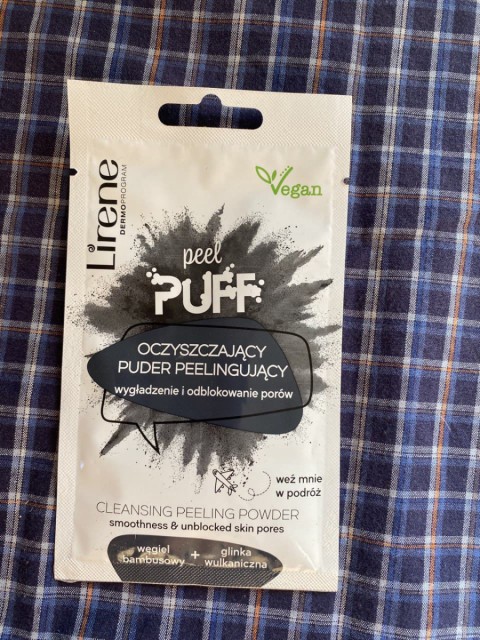 Lirene
DERMOPROGRAM
Vegan
peel
PUFF
OCZYSZCZAJĄCY
PUDER PEELINGUJĄCY
wygładzenie i odblokowanie porów
weź mnie
w podróż
CLEANSING PEELING POWDER
smoothness & unblocked skin pores
węgiel
bambusowy
+
glinka
wulkaniczna